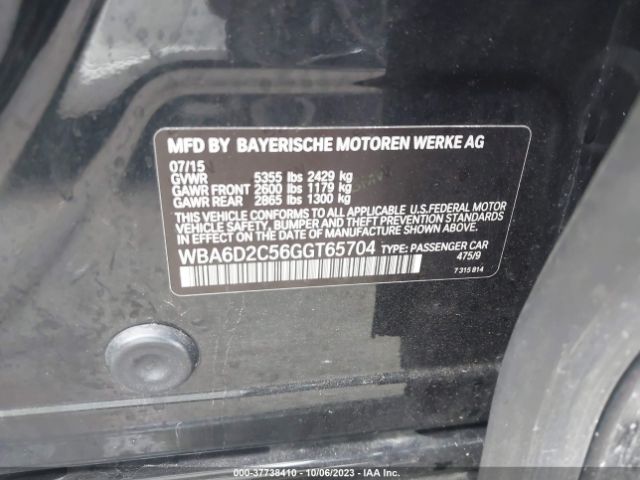 MFD BY BAYERISCHE MOTOREN WERKE AG
07/15
GVWR 5355 lbs 2429 kg
GAWR FRONT 2600 lbs 1179 kg
GAWR REAR 2865 lbs 1300 kg
THIS VEHICLE CONFORMS TO ALL APPLICABLE U.S. FEDERAL MOTOR
VEHICLE SAFETY, BUMPER AND THEFT PREVENTION STANDARDS
IN EFFECT ON THE DATE OF MANUFACTURE SHOWN ABOVE.
WBA6D2C56GGT65704 TYPE: PASSENGER CAR
475/9
7 315 814
000-37738410 - 10/06/2023 - IAA Inc.